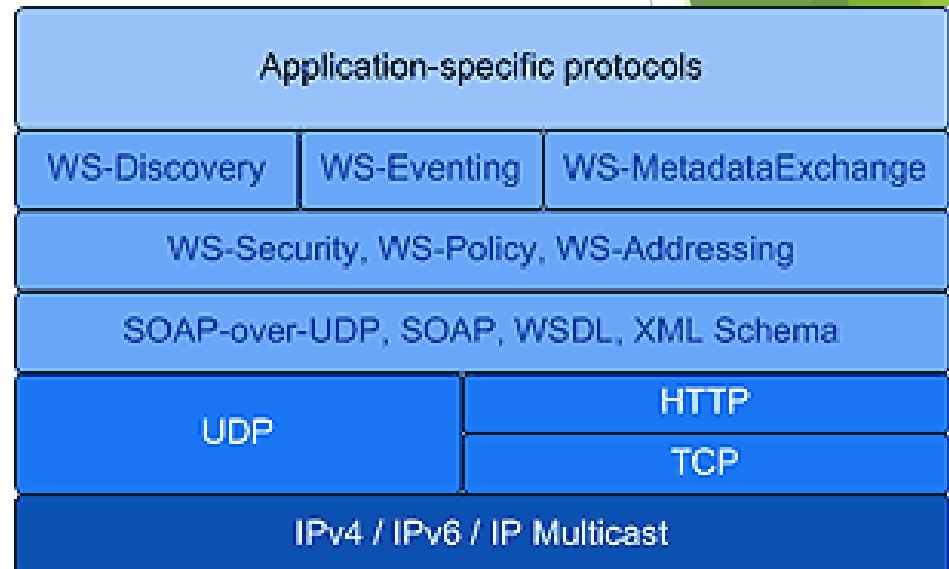 Application-specific protocols
WS-Discovery
WS-Eventing
WS-MetadataExchange
WS-Security, WS-Policy, WS-Addressing
SOAP-over-UDP, SOAP, WSDL, XML Schema
UDP
HTTP
TCP
IPv4 / IPv6 / IP Multicast